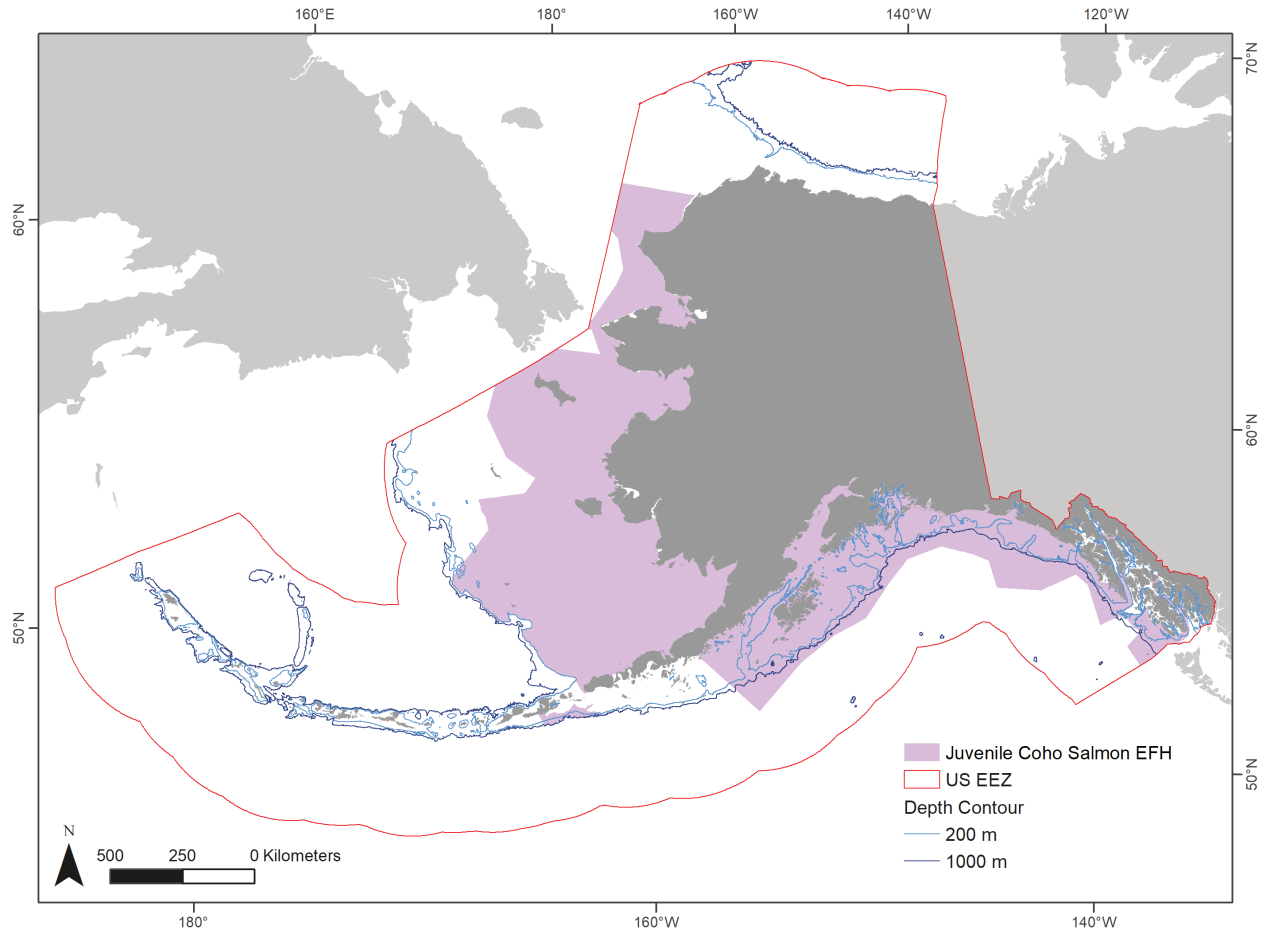 160°E 180° 160°W 140°W 120°W
70°N
60°N
60°N
50°N
50°N
Juvenile Coho Salmon EFH
US EEZ
Depth Contour
200 m
1000 m
N
500 250 0 Kilometers
180° 160°W 140°W